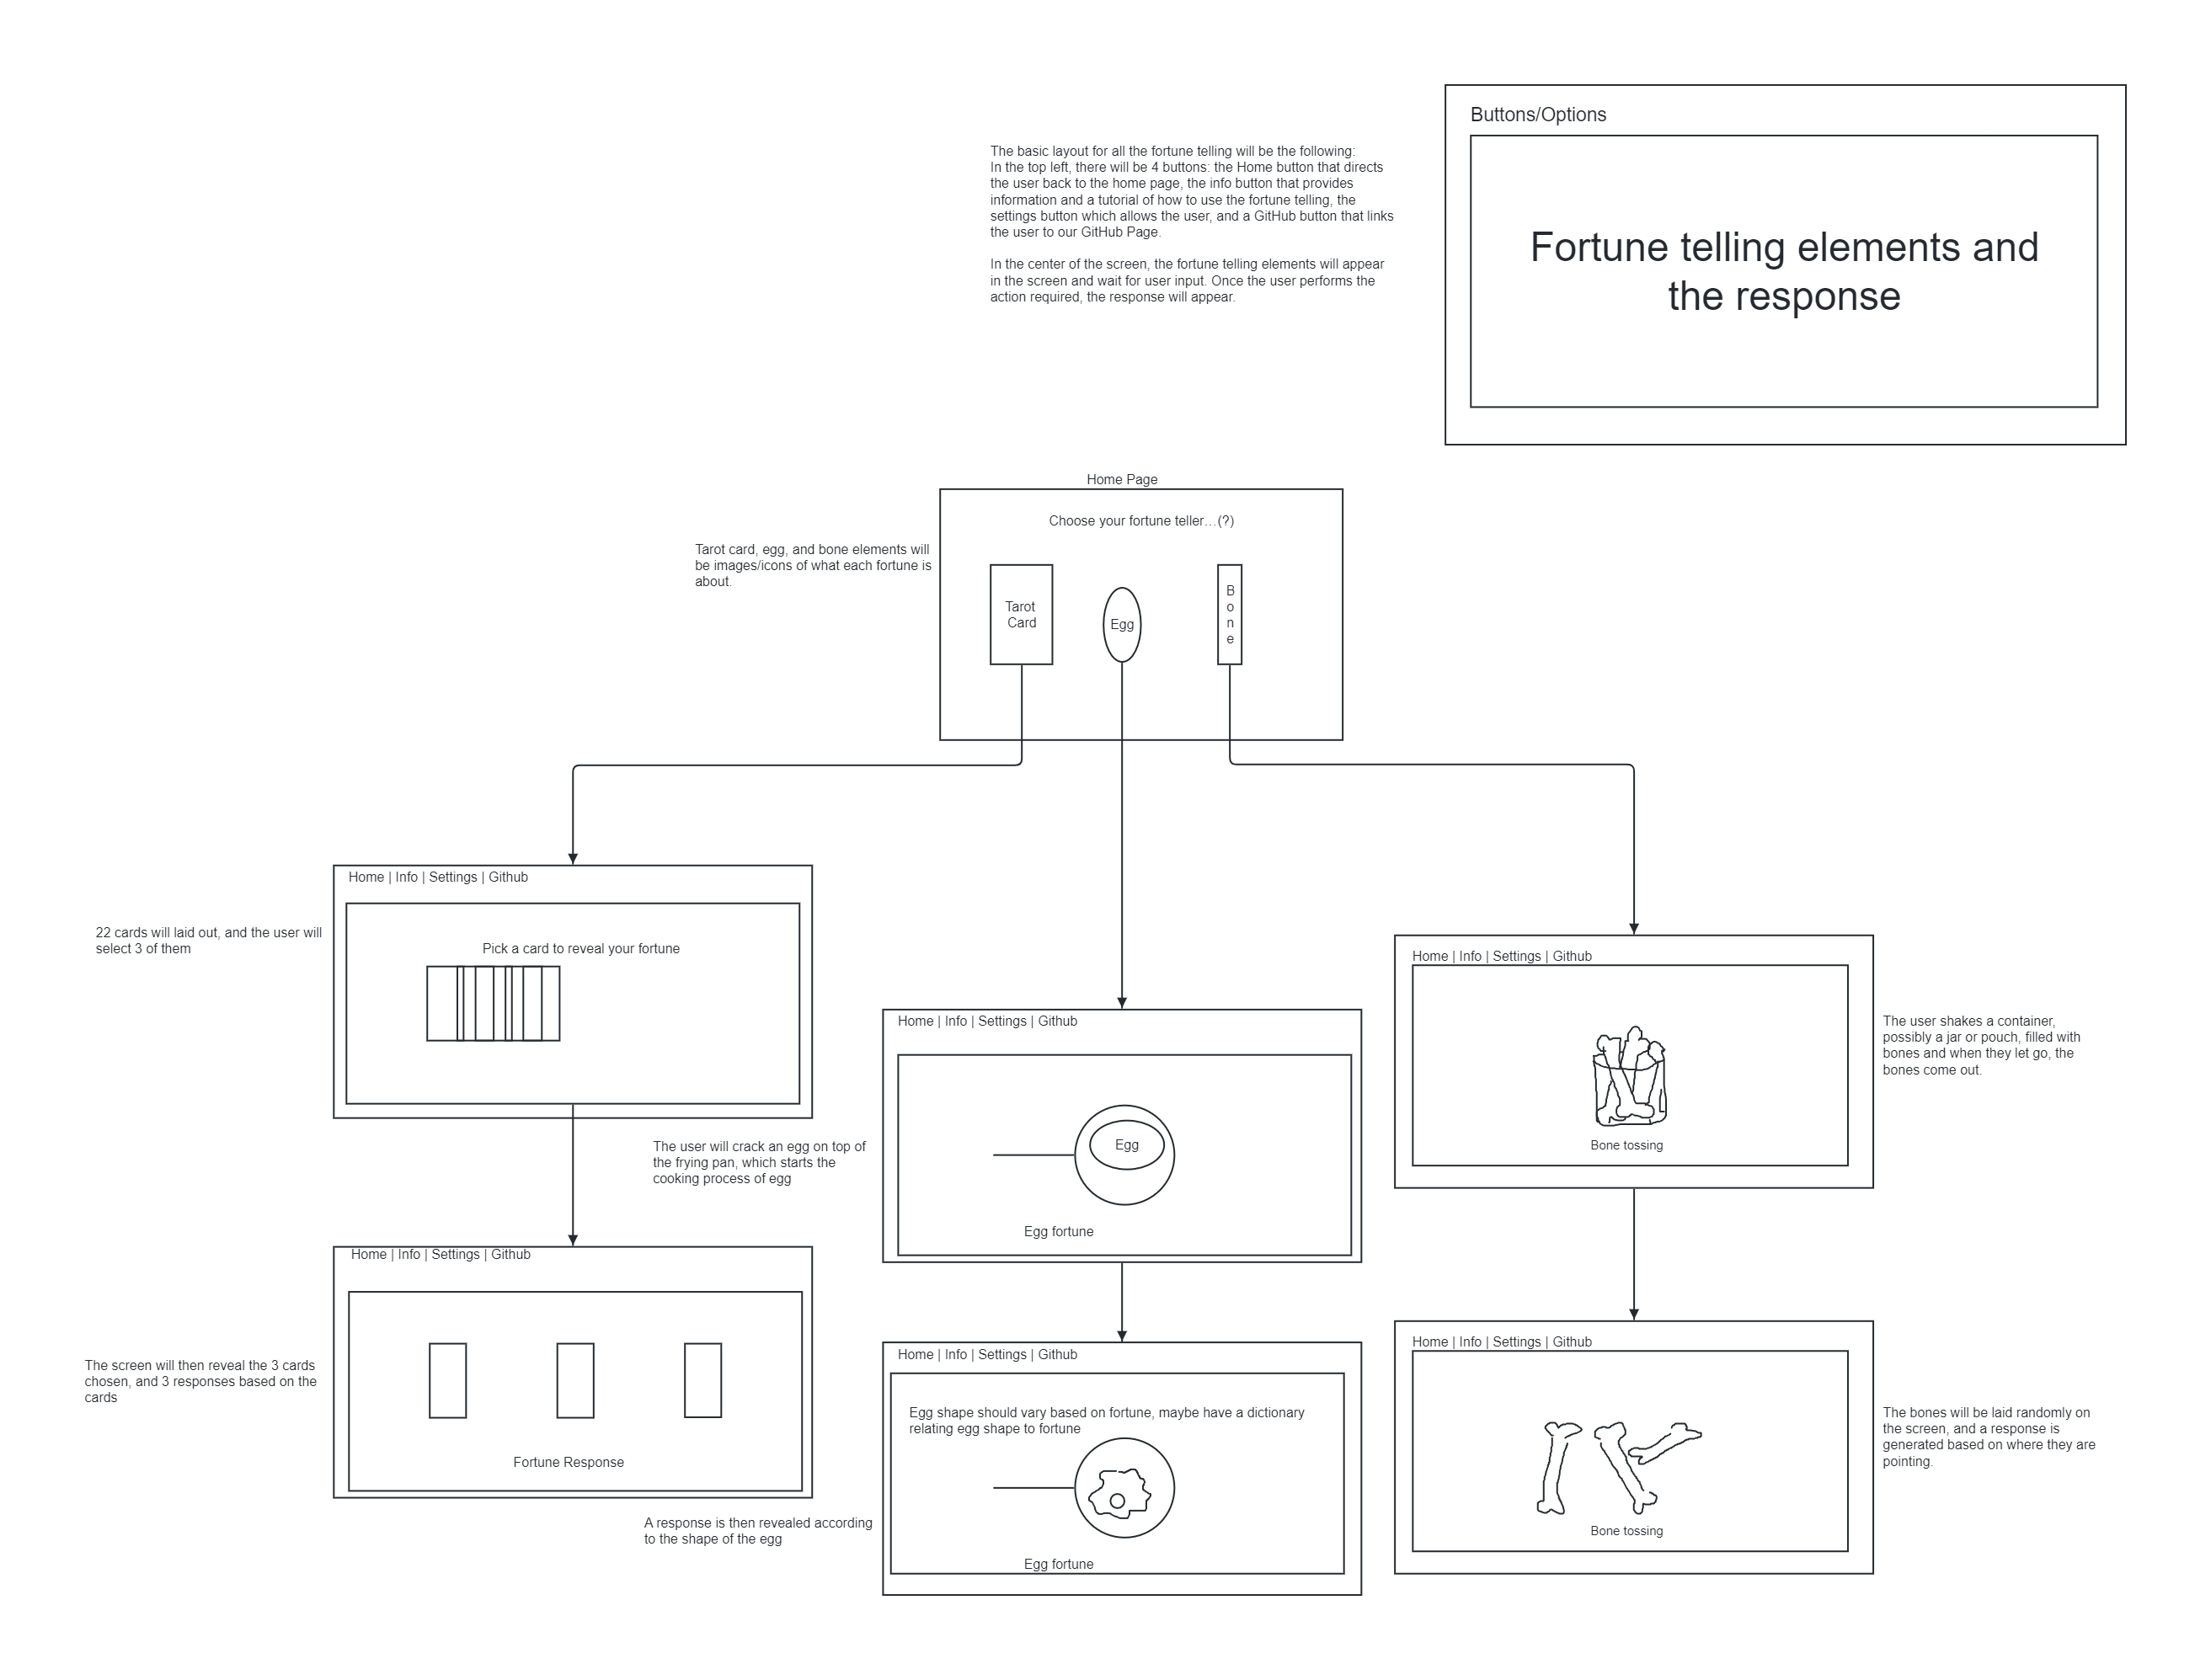 Buttons/Options
Fortune telling elements and
the response
The basic layout for all the fortune telling will be the following:
In the top left, there will be 4 buttons: the Home button that directs
the user back to the home page, the info button that provides
information and a tutorial of how to use the fortune telling, the
settings button which allows the user, and a GitHub button that links
the user to our GitHub Page.
In the center of the screen, the fortune telling elements will appear
in the screen and wait for user input. Once the user performs the
action required, the response will appear.
Home Page
Choose your fortune teller…(?)
Tarot card, egg, and bone elements will
be images/icons of what each fortune is
about.
Tarot
Card
Egg
B
o
n
e
Home | Info | Settings | Github
22 cards will laid out, and the user will
select 3 of them
Pick a card to reveal your fortune
Home | Info | Settings | Github
The screen will then reveal the 3 cards
chosen, and 3 responses based on the
cards
Fortune Response
Home | Info | Settings | Github
The user will crack an egg on top of
the frying pan, which starts the
cooking process of egg
Egg
Egg fortune
Home | Info | Settings | Github
Egg shape should vary based on fortune, maybe have a dictionary
relating egg shape to fortune
A response is then revealed according
to the shape of the egg
Egg fortune
Home | Info | Settings | Github
The user shakes a container,
possibly a jar or pouch, filled with
bones and when they let go, the
bones come out.
Bone tossing
Home | Info | Settings | Github
The bones will be laid randomly on
the screen, and a response is
generated based on where they are
pointing.
Bone tossing